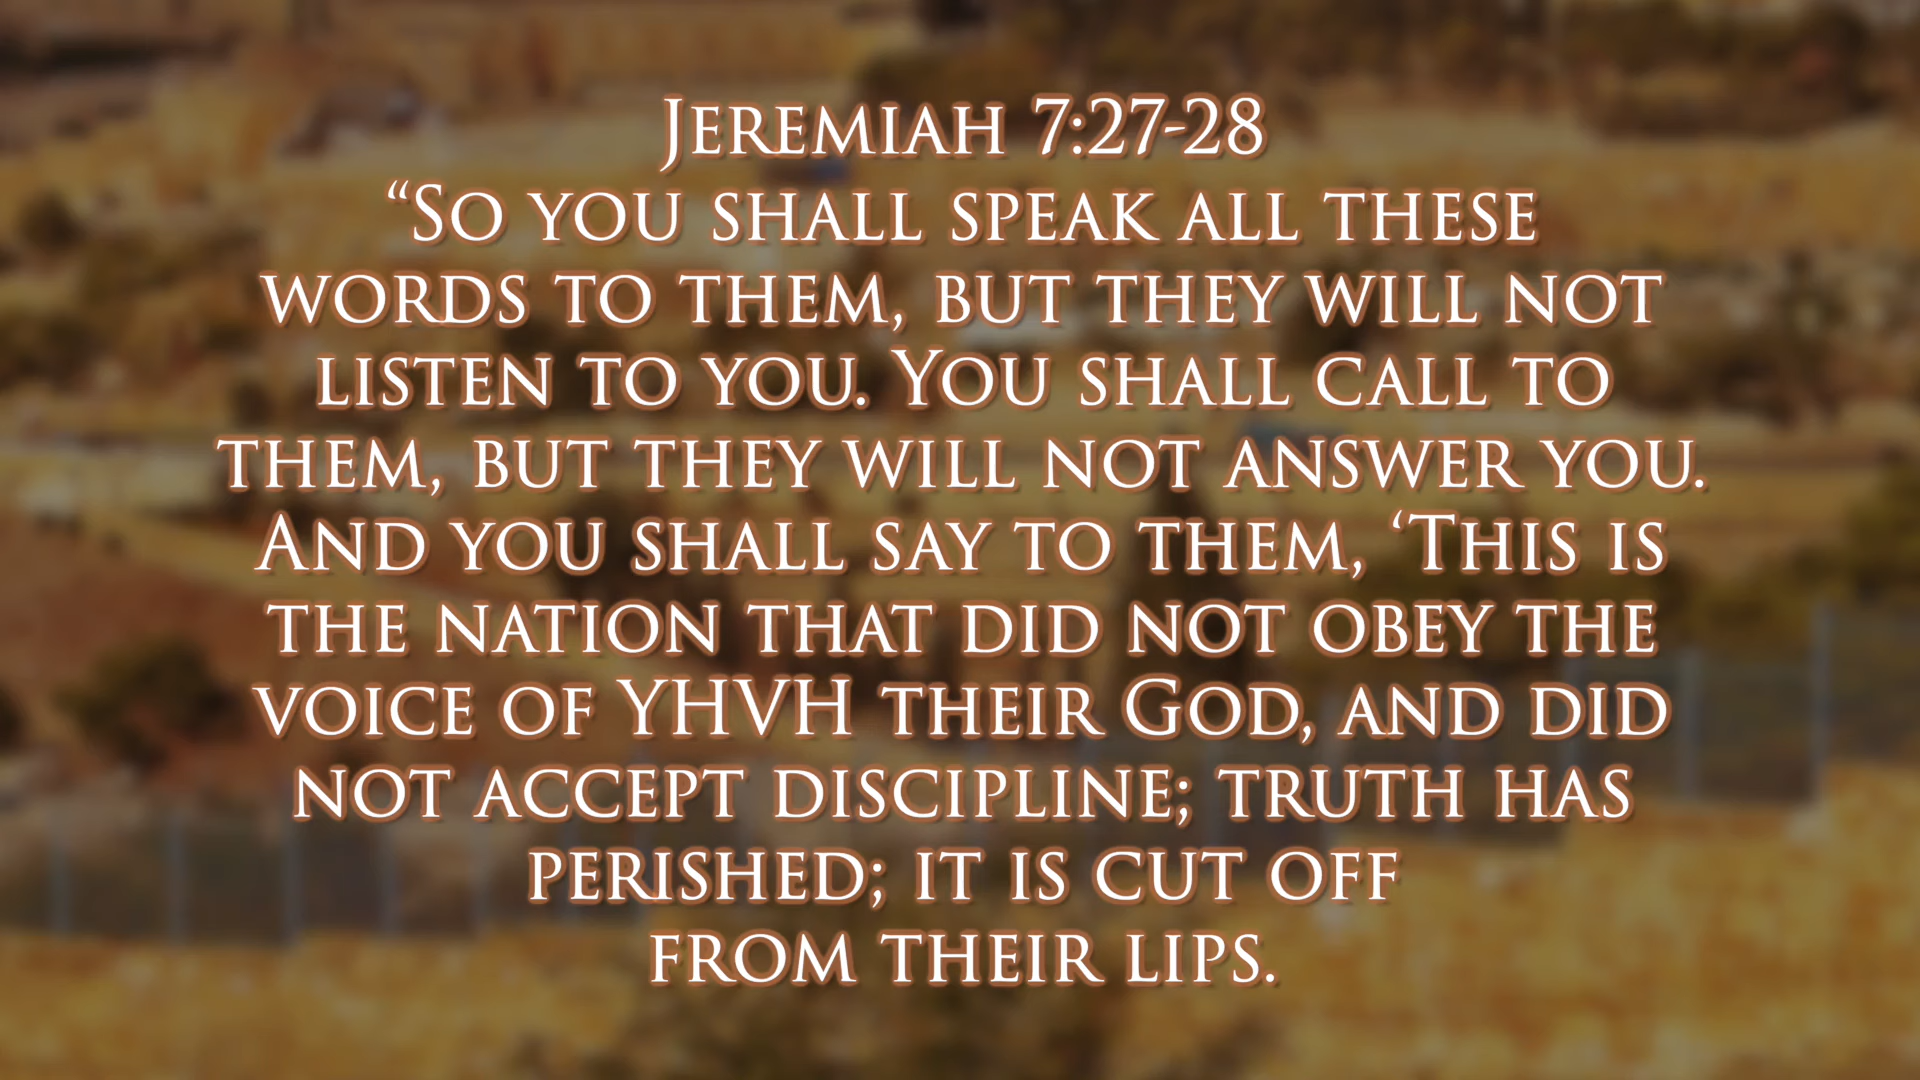 Jeremiah 7:27-28
“So you shall speak all these
words to them, but they will not
listen to you. You shall call to
them, but they will not answer you.
And you shall say to them, ‘This is
the nation that did not obey the
voice of YHVH their God, and did
not accept discipline; truth has
perished; it is cut off
from their lips.